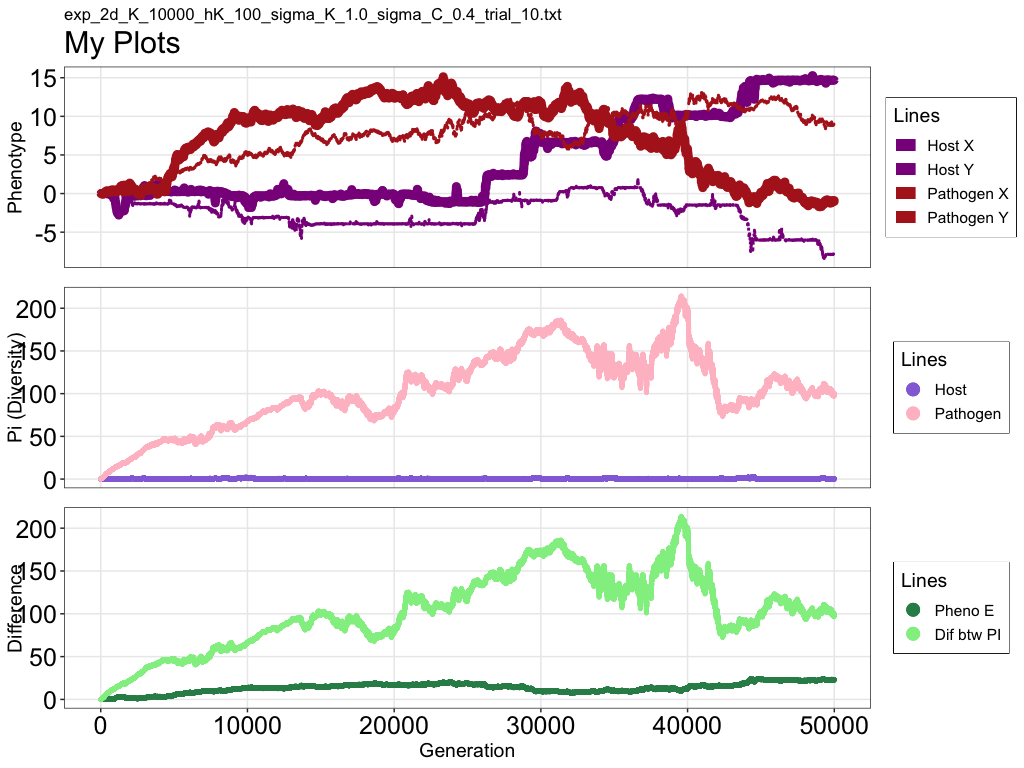 exp_2d_K_10000_hK_100_sigma_K_1.0_sigma_C_0.4_trial_10.txt
My Plots
Phenotype
15
10
5
0
-5
Lines
Host X
Host Y
Pathogen X
Pathogen Y
Pi (Diversity)
200
150
100
50
0
Lines
Host
Pathogen
Difference
200
150
100
50
0
Lines
Pheno E
Dif btw PI
0 10000 20000 30000 40000 50000
Generation